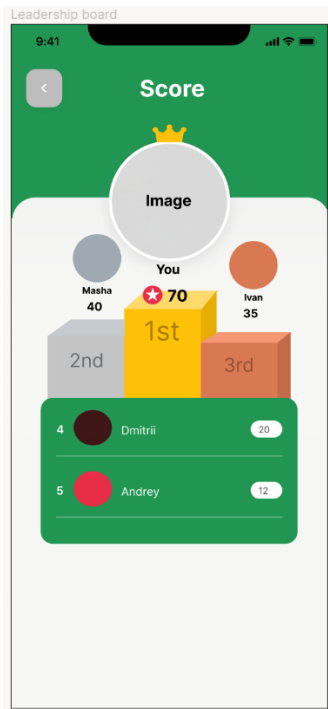 Leadership board
9:41
Score
Image
You
Masha
40
70
Ivan
35
1st
2nd
3rd
4 Dmitrii 20
5 Andrey 12